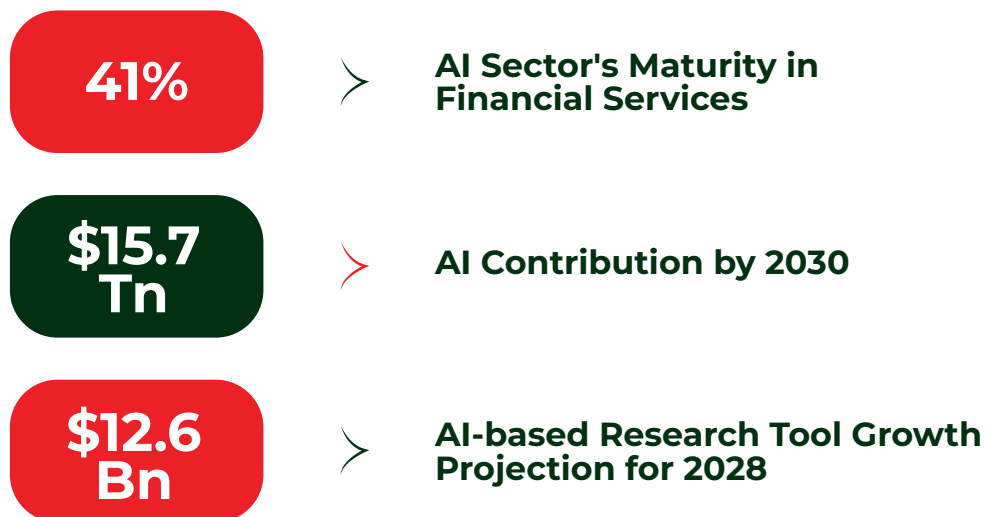 41%
AI Sector's Maturity in
Financial Services
$15.7
Tn
AI Contribution by 2030
$12.6
Bn
AI-based Research Tool Growth
Projection for 2028